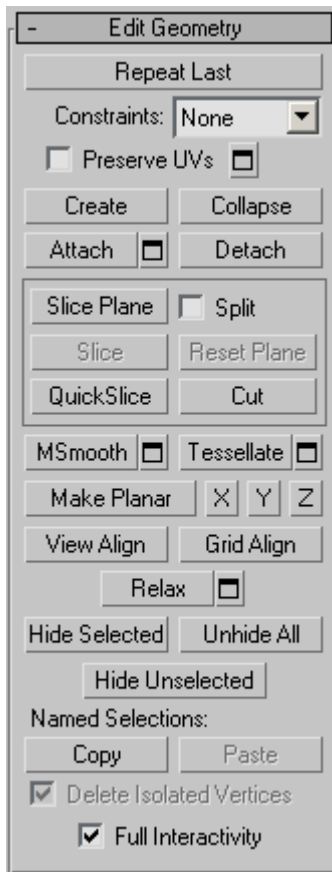 - Edit Geometry
Repeat Last
Constraints: None
Preserve UVs
Create Collapse
Attach Detach
Slice Plane Split
Slice Reset Plane
QuickSlice Cut
MSmooth Tessellate
Make Planar X Y Z
View Align Grid Align
Relax
Hide Selected Unhide All
Hide Unselected
Named Selections:
Copy Paste
Delete Isolated Vertices
Full Interactivity